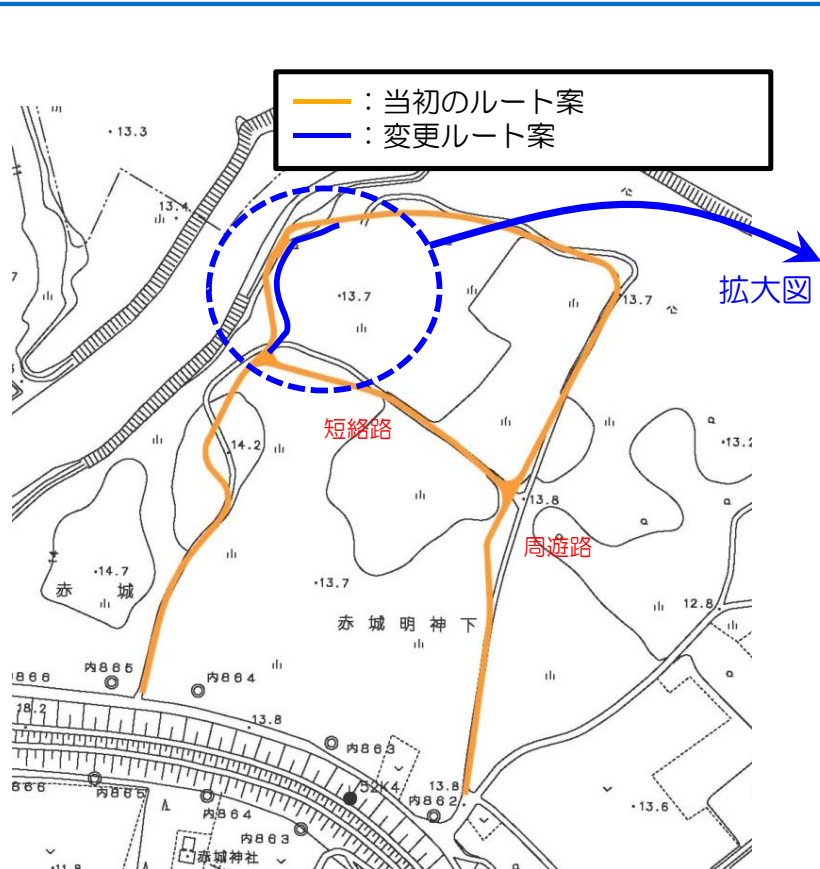 ：当初のルート案
：変更ルート案
13.3
13.4
拡大図
13.7
13.7
短絡路
14.2
13.2
13.8
周遊路
14.7
13.7
赤城
12.8
赤城明神下
内865
866
内864
18.2
13.8
内863
52K4
13.8
866
内865
内862
内864
13.6
内863
赤城神社
11.8